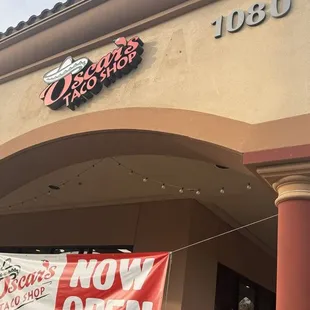 1080
Oscar's
TACO SHOP
Oscar's
TACO SHOP
NOW
OPEN